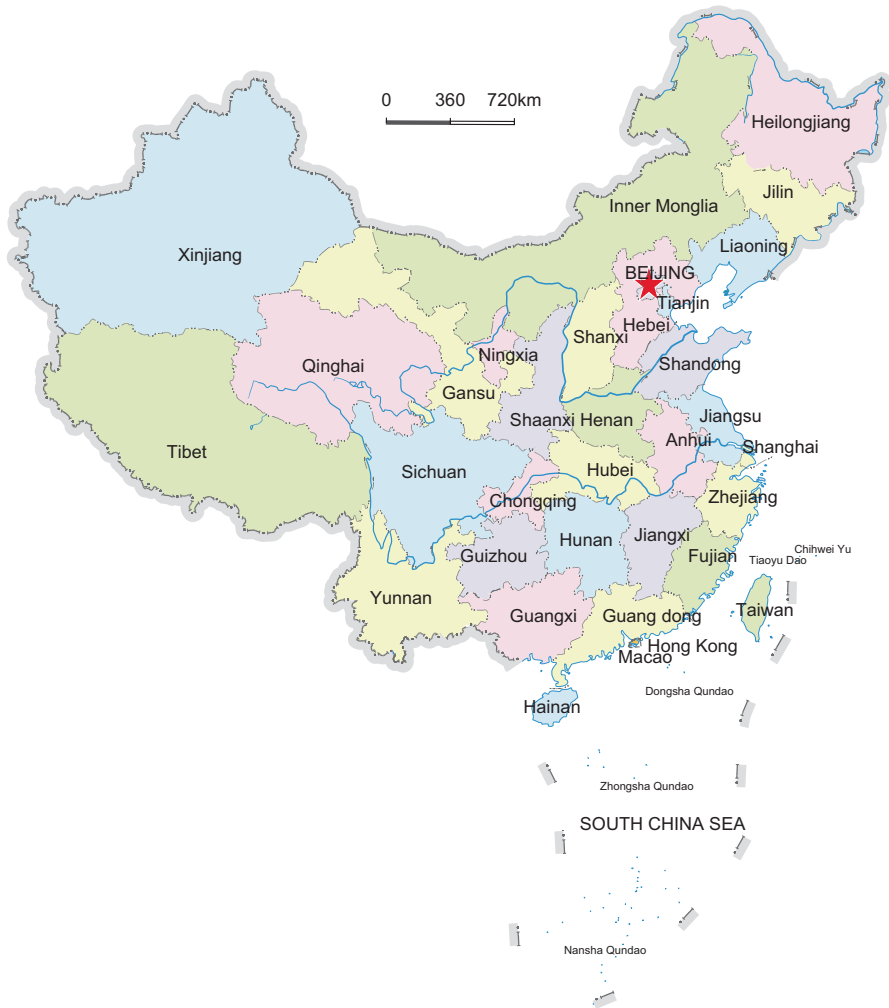 0 360 720km
Heilongjiang
Jilin
Inner Monglia
Liaoning
Xinjiang
BEIJING
Tianjin
Hebei
Shanxi
Ningxia
Shandong
Qinghai
Gansu
Shaanxi
Henan
Jiangsu
Anhui
Shanghai
Tibet
Sichuan
Hubei
Chongqing
Zhejiang
Hunan
Jiangxi
Guizhou
Fujian
Chihwei Yu
Tiaoyu Dao
Yunnan
Guangxi
Guang dong
Taiwan
Hong Kong
Macao
Dongsha Qundao
Hainan
Zhongsha Qundao
SOUTH CHINA SEA
Nansha Qundao